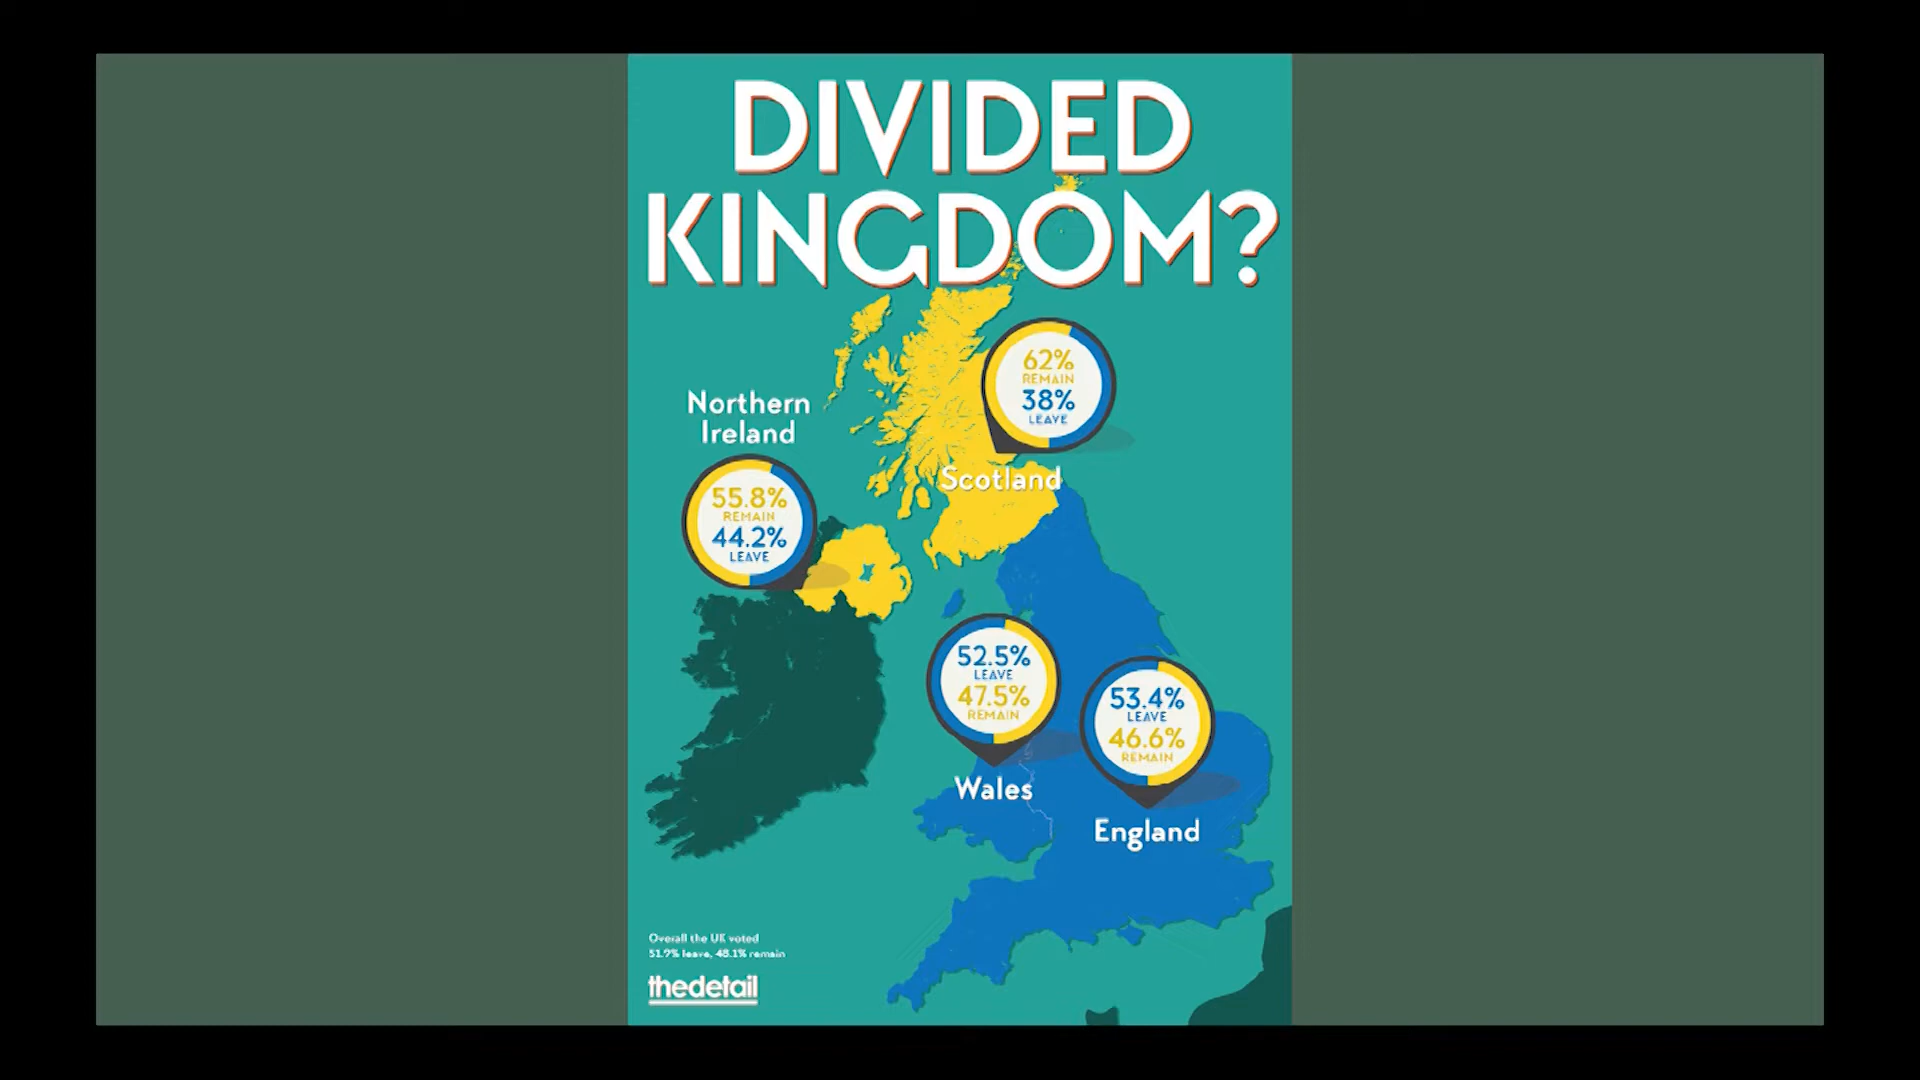 DIVIDED
KINGDOM?
62%
REMAIN
38%
LEAVE
Scotland
Northern
Ireland
55.8%
REMAIN
44.2%
LEAVE
52.5%
LEAVE
47.5%
REMAIN
Wales
53.4%
LEAVE
46.6%
REMAIN
England
Overall the UK voted
51.9% leave, 48.1% remain
thedetail